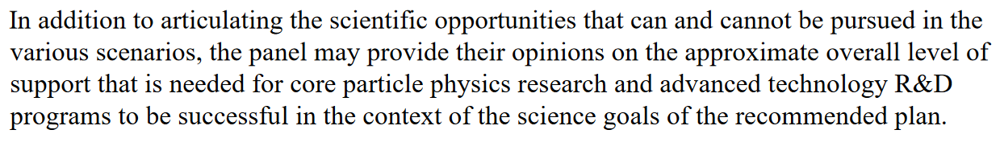 In addition to articulating the scientific opportunities that can and cannot be pursued in the
various scenarios, the panel may provide their opinions on the approximate overall level of
support that is needed for core particle physics research and advanced technology R&D
programs to be successful in the context of the science goals of the recommended plan.